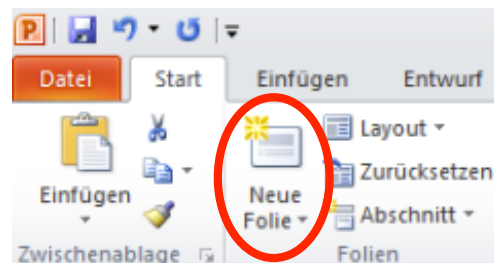 P
Datei Start Einfügen Entwurf
Einfügen
Neue
Folie
Layout
Zurücksetzen
Abschnitt
Zwischenablage Folien